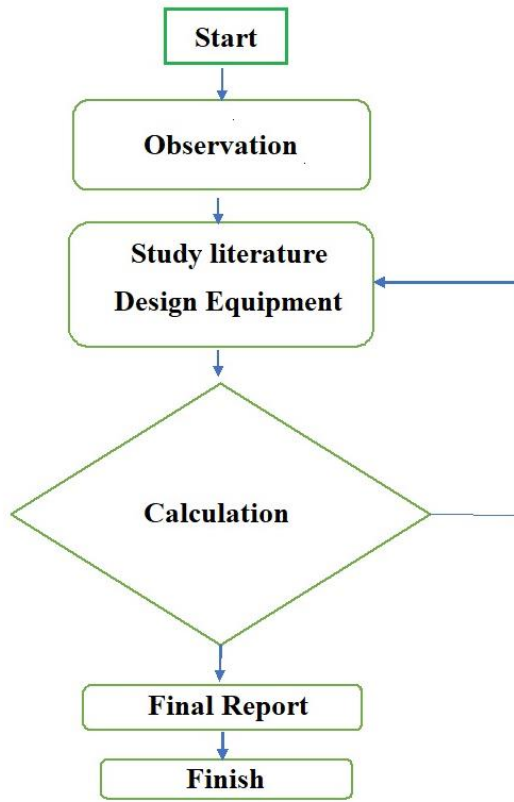 Start
Observation
Study literature
Design Equipment
Calculation
Final Report
Finish